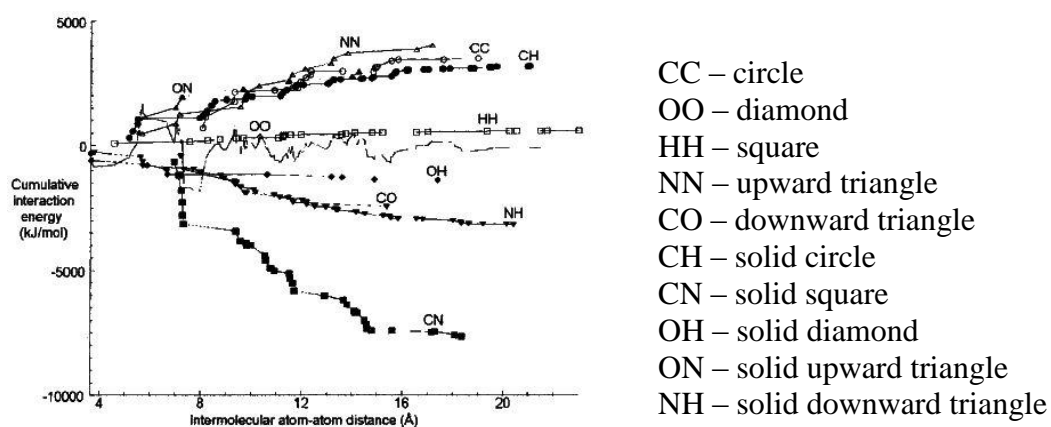 5000
NN
CC
CH
ON
HH
OO
0
OH
Cumulative
interaction
energy
(kJ/mol)
CO
NH
-5000
CN
-10000
4 8 12 16 20
Intermolecular atom-atom distance (Å)
CC – circle
OO – diamond
HH – square
NN – upward triangle
CO – downward triangle
CH – solid circle
CN – solid square
OH – solid diamond
ON – solid upward triangle
NH – solid downward triangle